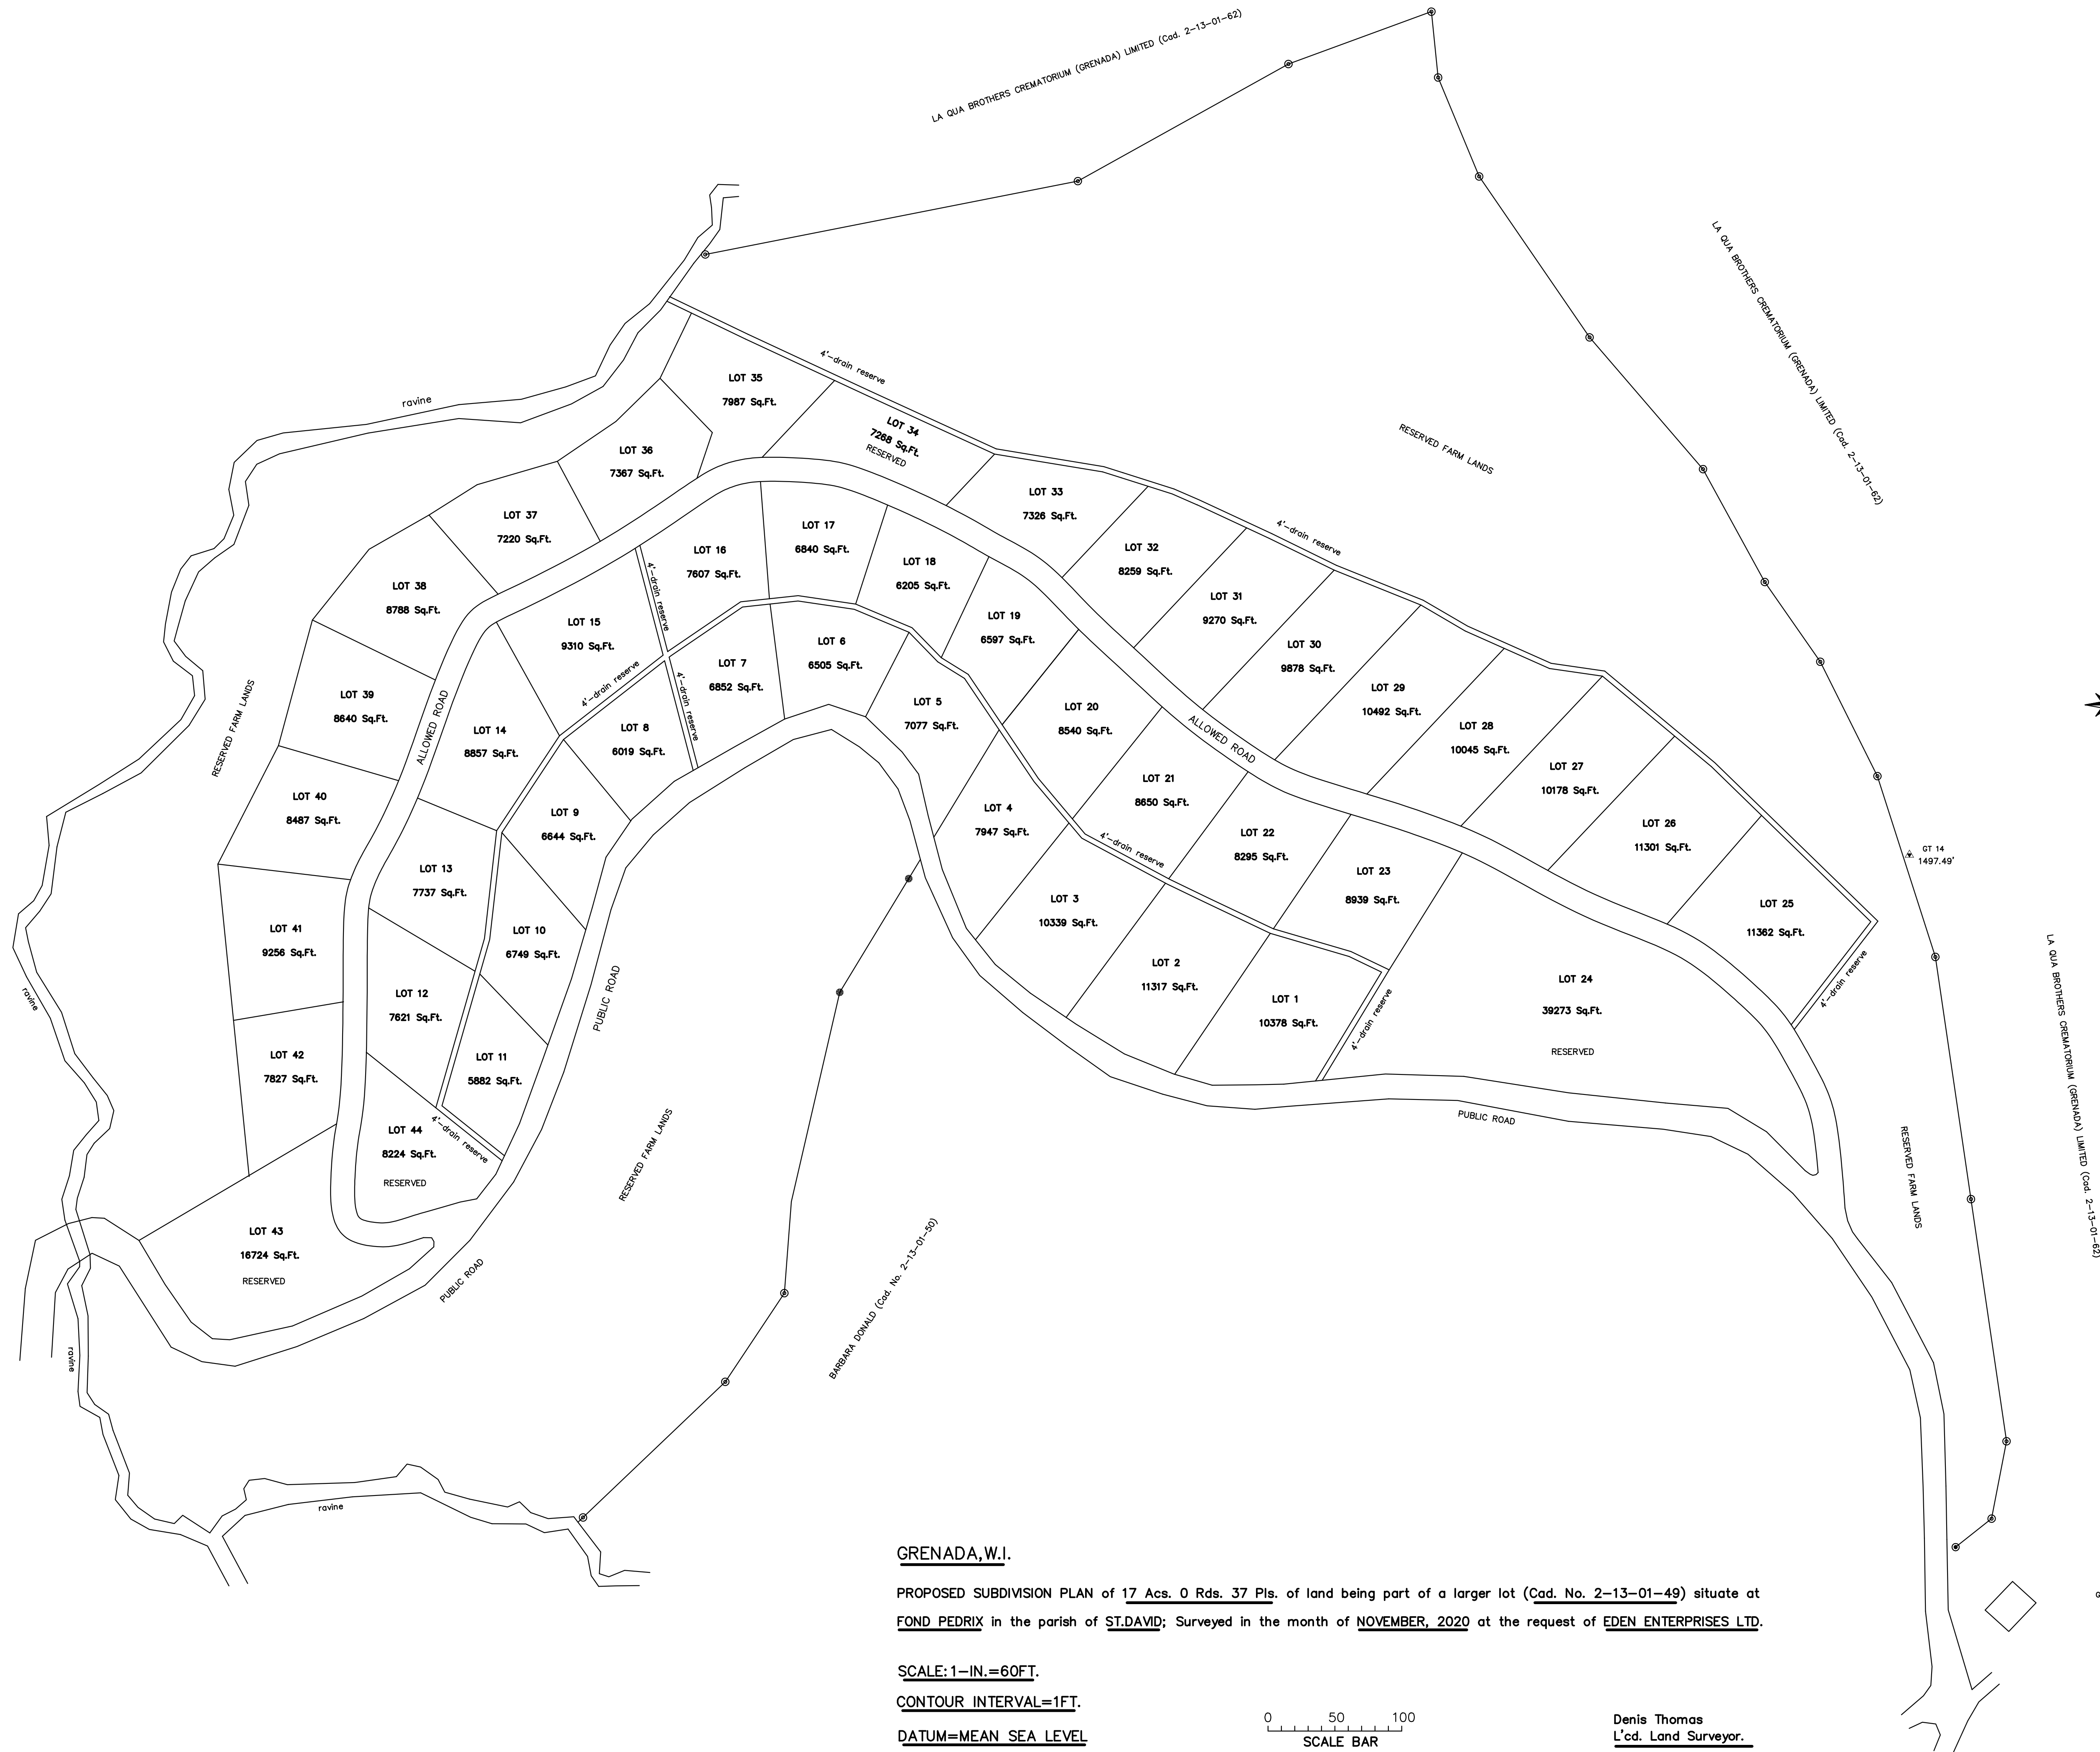 LA QUA BROTHERS CREMATORIUM (GRENADA) LIMITED (Cad. 2-13-01-62)
LA QUA BROTHERS CREMATORIUM (GRENADA) LIMITED (Cad. 2-13-01-62)
4'-drain reserve
LOT 35
7987 Sq.Ft.
ravine
LOT 34
7268 Sq.Ft.
RESERVED
RESERVED FARM LANDS
LOT 36
7367 Sq.Ft.
LOT 33
7326 Sq.Ft.
LOT 37
7220 Sq.Ft.
LOT 17
6840 Sq.Ft.
4'-drain reserve
LOT 16
7607 Sq.Ft.
LOT 32
8259 Sq.Ft.
LOT 18
6205 Sq.Ft.
LOT 38
8788 Sq.Ft.
4'-drain reserve
LOT 31
9270 Sq.Ft.
LOT 15
9310 Sq.Ft.
LOT 19
6597 Sq.Ft.
LOT 6
6505 Sq.Ft.
LOT 30
9878 Sq.Ft.
LOT 7
6852 Sq.Ft.
4'-drain reserve
4'-drain reserve
LOT 39
8640 Sq.Ft.
LOT 29
10492 Sq.Ft.
RESERVED FARM LANDS
ALLOWED ROAD
LOT 14
8857 Sq.Ft.
LOT 8
6019 Sq.Ft.
LOT 5
7077 Sq.Ft.
LOT 20
8540 Sq.Ft.
ALLOWED ROAD
LOT 28
10045 Sq.Ft.
LOT 27
10178 Sq.Ft.
LOT 21
8650 Sq.Ft.
LOT 40
8487 Sq.Ft.
LOT 9
6644 Sq.Ft.
LOT 4
7947 Sq.Ft.
LOT 26
11301 Sq.Ft.
LOT 22
8295 Sq.Ft.
4'-drain reserve
GT 14
1497.49'
LOT 13
7737 Sq.Ft.
LOT 23
8939 Sq.Ft.
LOT 3
10339 Sq.Ft.
LOT 25
11362 Sq.Ft.
LOT 41
9256 Sq.Ft.
LOT 10
6749 Sq.Ft.
LOT 2
11317 Sq.Ft.
LOT 24
39273 Sq.Ft.
RESERVED
4'-drain reserve
LA QUA BROTHERS CREMATORIUM (GRENADA) LIMITED (Cad. 2-13-01-62)
ravine
LOT 12
7621 Sq.Ft.
PUBLIC ROAD
LOT 1
10378 Sq.Ft.
4'-drain reserve
LOT 42
7827 Sq.Ft.
LOT 11
5882 Sq.Ft.
PUBLIC ROAD
LOT 44
8224 Sq.Ft.
RESERVED
4'-drain reserve
RESERVED FARM LANDS
RESERVED FARM LANDS
LOT 43
16724 Sq.Ft.
RESERVED
PUBLIC ROAD
BARBARA DONALD (Cad. No. 2-13-01-50)
ravine
ravine
GRENADA,W.I.
PROPOSED SUBDIVISION PLAN of 17 Acs. 0 Rds. 37 Pls. of land being part of a larger lot (Cad. No. 2-13-01-49) situate at
FOND PEDRIX in the parish of ST.DAVID; Surveyed in the month of NOVEMBER, 2020 at the request of EDEN ENTERPRISES LTD.
SCALE:1-IN.=60FT.
CONTOUR INTERVAL=1FT.
DATUM=MEAN SEA LEVEL
0 50 100
SCALE BAR
Denis Thomas
L'cd. Land Surveyor.